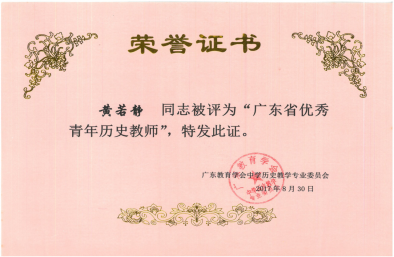 荣誉证书
黄若静 同志被评为“广东省优秀
青年历史教师”，特发此证。
广东教育学会中学历史教学专业委员会
2017年8月30日